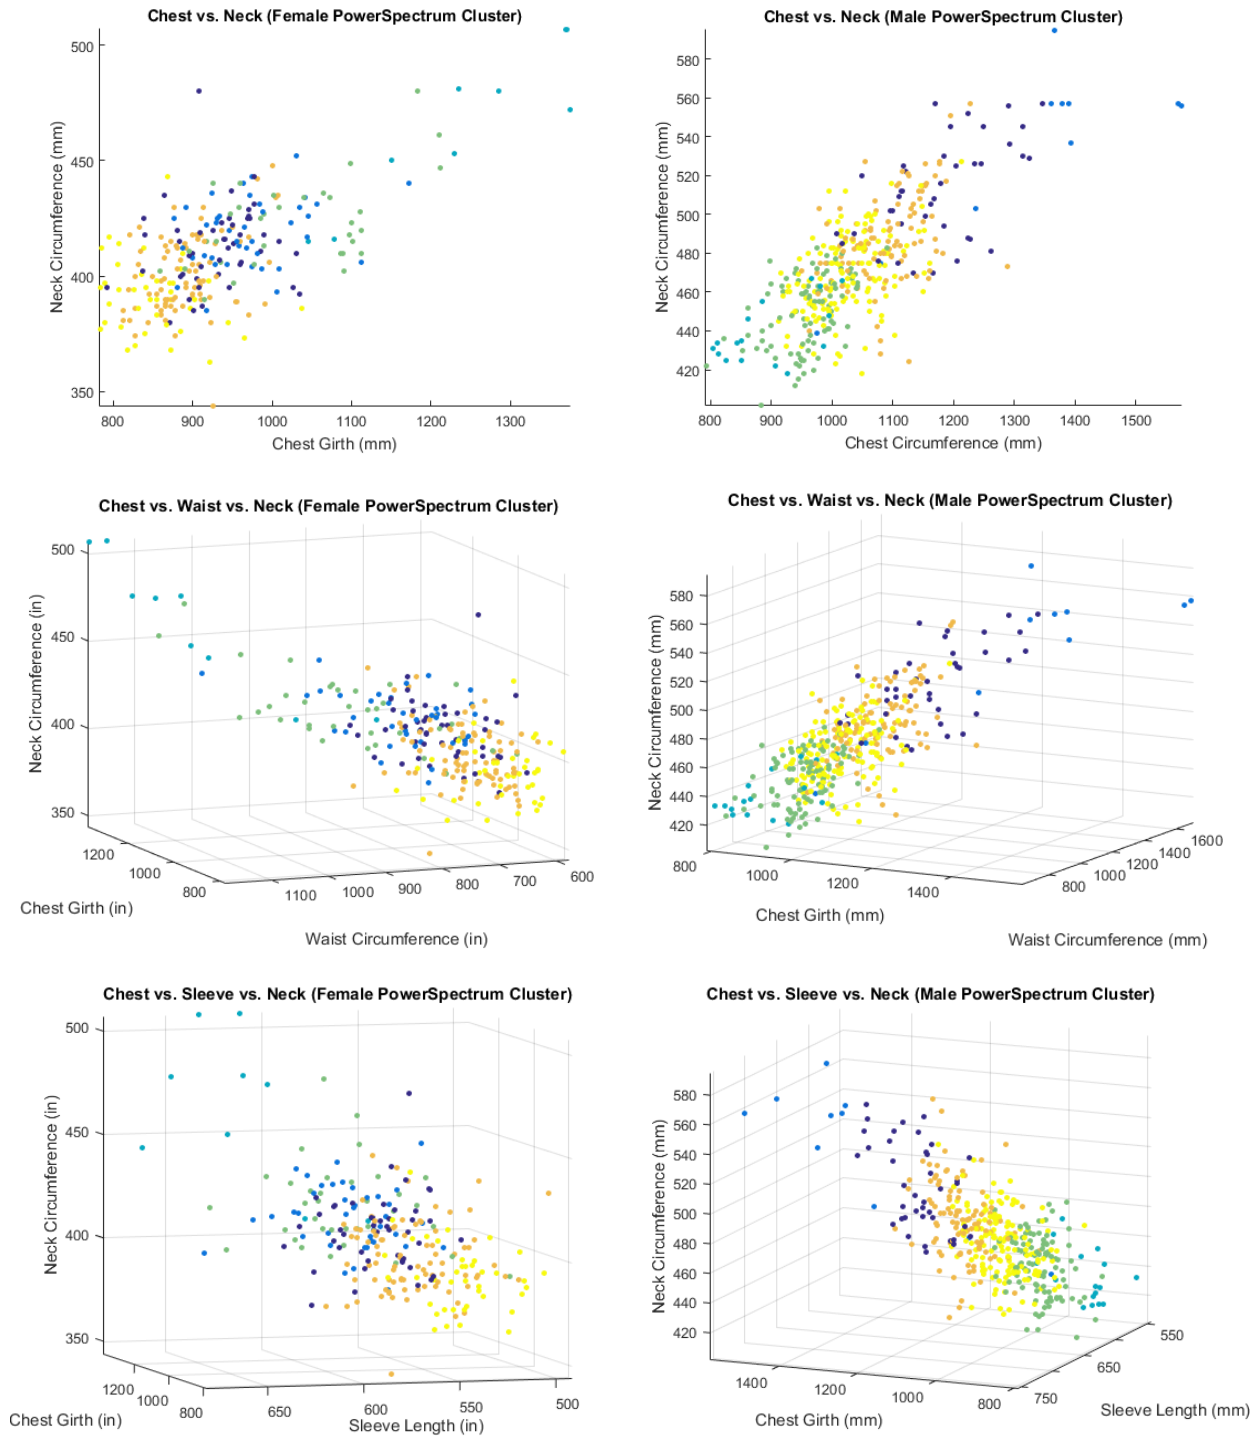 Chest vs. Neck (Female PowerSpectrum Cluster)
500
450
400
350
Neck Circumference (mm)
800 900 1000 1100 1200 1300
Chest Girth (mm)
Chest vs. Neck (Male PowerSpectrum Cluster)
580
560
540
520
500
480
460
440
420
Neck Circumference (mm)
800 900 1000 1100 1200 1300 1400 1500
Chest Circumference (mm)
Chest vs. Waist vs. Neck (Female PowerSpectrum Cluster)
500
450
400
350
Neck Circumference (in)
1200
1000
800
Chest Girth (in)
1100 1000 900 800 700 600
Waist Circumference (in)
Chest vs. Waist vs. Neck (Male PowerSpectrum Cluster)
580
560
540
520
500
480
460
440
420
Neck Circumference (mm)
800 1000 1200 1400
Chest Girth (mm)
800 1000 1200 1400 1600
Waist Circumference (mm)
Chest vs. Sleeve vs. Neck (Female PowerSpectrum Cluster)
500
450
400
350
Neck Circumference (in)
1200
1000
800
Chest Girth (in)
650 600 550 500
Sleeve Length (in)
Chest vs. Sleeve vs. Neck (Male PowerSpectrum Cluster)
580
560
540
520
500
480
460
440
420
Neck Circumference (mm)
1400 1200 1000 800
Chest Girth (mm)
550
650
750
Sleeve Length (mm)